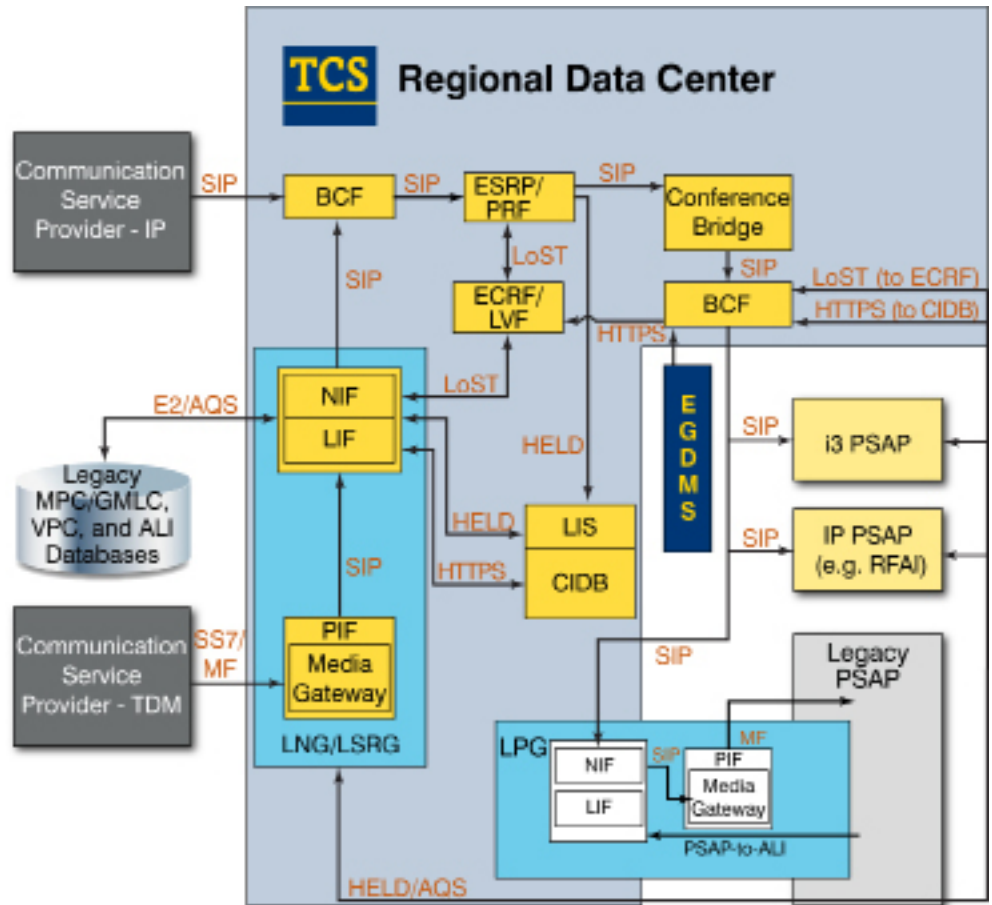 TCS
Regional Data Center
Communication
Service
Provider - IP
SIP
BCF
SIP
ESRP/
PRF
SIP
Conference
Bridge
LoST
SIP
SIP
ECRF/
LVF
BCF
LoST (to ECRF)
HTTPS (to CIDB)
HTTPS
NIF
LIF
LoST
E2/AQS
EGDMS
SIP
i3 PSAP
HELD
Legacy
MPC/GMLC,
VPC, and ALI
Databases
HELD
LIS
SIP
IP PSAP
(e.g. RFAI)
SIP
HTTPS
CIDB
Communication
Service
Provider - TDM
SS7/
MF
PIF
Media
Gateway
LNG/LSRG
SIP
Legacy
PSAP
LPG
NIF
LIF
SIP
MF
PIF
Media
Gateway
PSAP-to-ALI
HELD/AQS